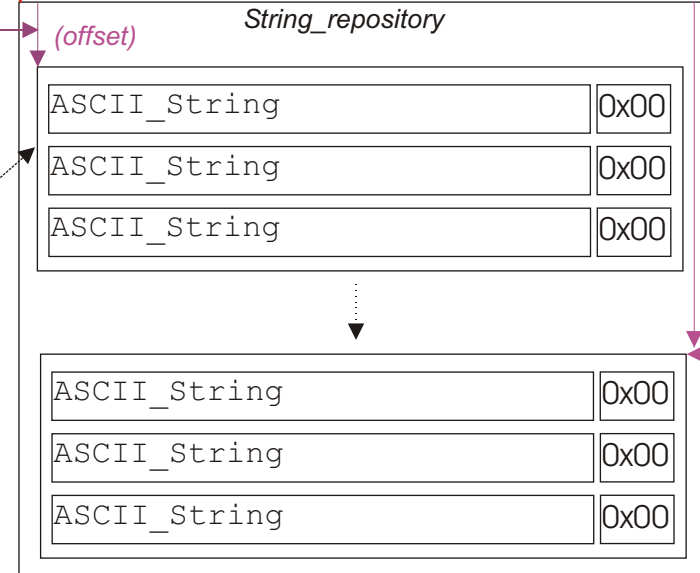 String_repository
(offset)
ASCII_String 0x00
ASCII_String 0x00
ASCII_String 0x00
ASCII_String 0x00
ASCII_String 0x00
ASCII_String 0x00